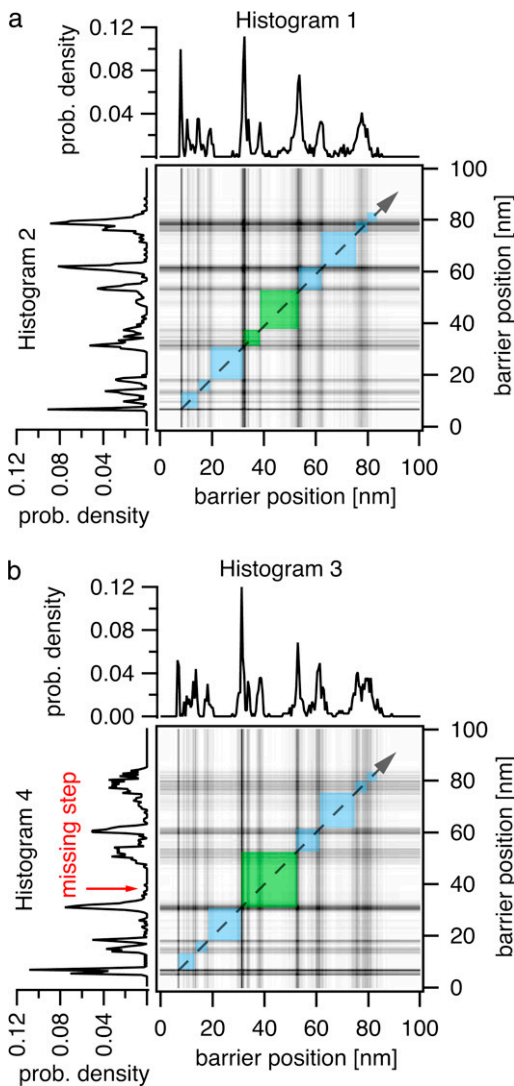 a
Histogram 1
prob. density
0.12
0.08
0.04
Histogram 2
100
80
60
40
20
0
barrier position [nm]
0 20 40 60 80 100
barrier position [nm]
0.12
0.08
0.04
prob. density
b
Histogram 3
prob. density
0.12
0.08
0.04
0.00
Histogram 4
missing step
100
80
60
40
20
0
barrier position [nm]
0 20 40 60 80 100
barrier position [nm]
0.12
0.08
0.04
prob. density